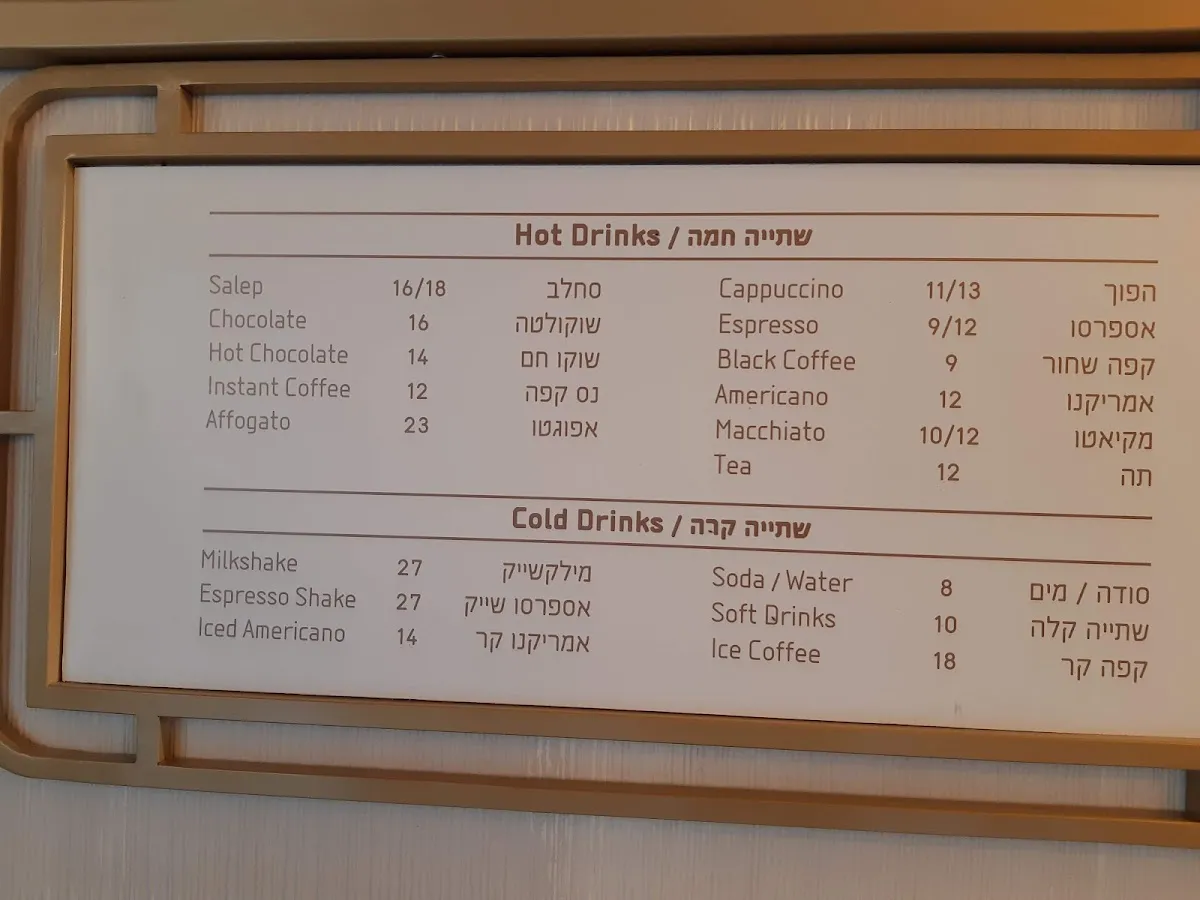 Hot Drinks / שתייה חמה
Salep 16/18 סחלב
Chocolate 16 שוקולטה
Hot Chocolate 14 שוקו חם
Instant Coffee 12 נס קפה
Affogato 23 אפוגטו
Cappuccino 11/13 הפוך
Espresso 9/12 אספרסו
Black Coffee 9 קפה שחור
Americano 12 אמריקנו
Macchiato 10/12 מקיאטו
Tea 12 תה
Cold Drinks / שתייה קרה
Milkshake 27 מילקשייק
Espresso Shake 27 אספרסו שייק
Iced Americano 14 אמריקנו קר
Soda / Water 8 סודה / מים
Soft Drinks 10 שתייה קלה
Ice Coffee 18 קפה קר